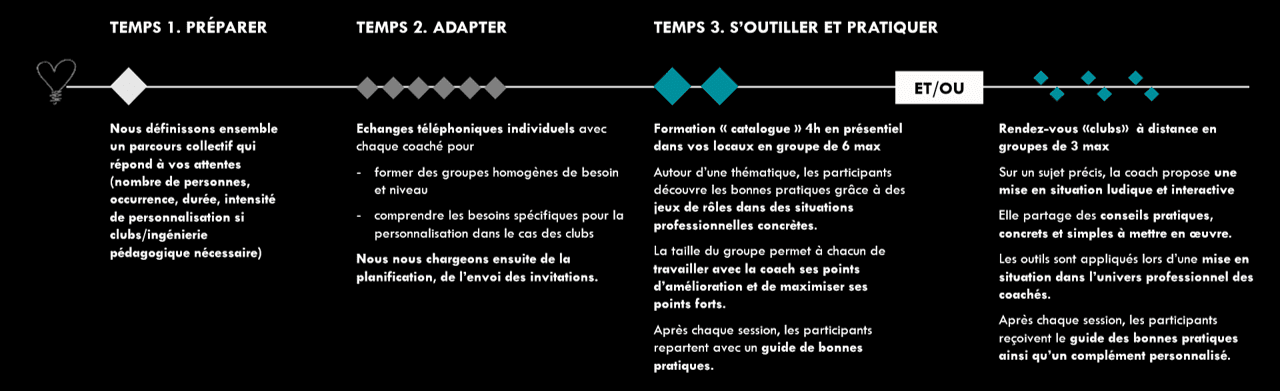 TEMPS 1. PRÉPARER
Nous définissons ensemble
un parcours collectif qui
répond à vos attentes
(nombre de personnes,
occurrence, durée, intensité
de personnalisation si
clubs/ingénierie
pédagogique nécessaire)
TEMPS 2. ADAPTER
Echanges téléphoniques individuels avec
chaque coaché pour
- former des groupes homogènes de besoin
et niveau
- comprendre les besoins spécifiques pour la
personnalisation dans le cas des clubs
Nous nous chargeons ensuite de la
planification, de l’envoi des invitations.
TEMPS 3. S’OUTILLER ET PRATIQUER
Formation « catalogue » 4h en présentiel
dans vos locaux en groupe de 6 max
Autour d’une thématique, les participants
découvre les bonnes pratiques grâce à des
jeux de rôles dans des situations
professionnelles concrètes.
La taille du groupe permet à chacun de
travailler avec la coach ses points
d’amélioration et de maximiser ses
points forts.
Après chaque session, les participants
repartent avec un guide de bonnes
pratiques.
ET/OU
Rendez-vous «clubs» à distance en
groupes de 3 max
Sur un sujet précis, la coach propose une
mise en situation ludique et interactive
Elle partage des conseils pratiques,
concrets et simples à mettre en œuvre.
Les outils sont appliqués lors d’une mise en
situation dans l’univers professionnel des
coachés.
Après chaque session, les participants
reçoivent le guide des bonnes pratiques
ainsi qu’un complément personnalisé.